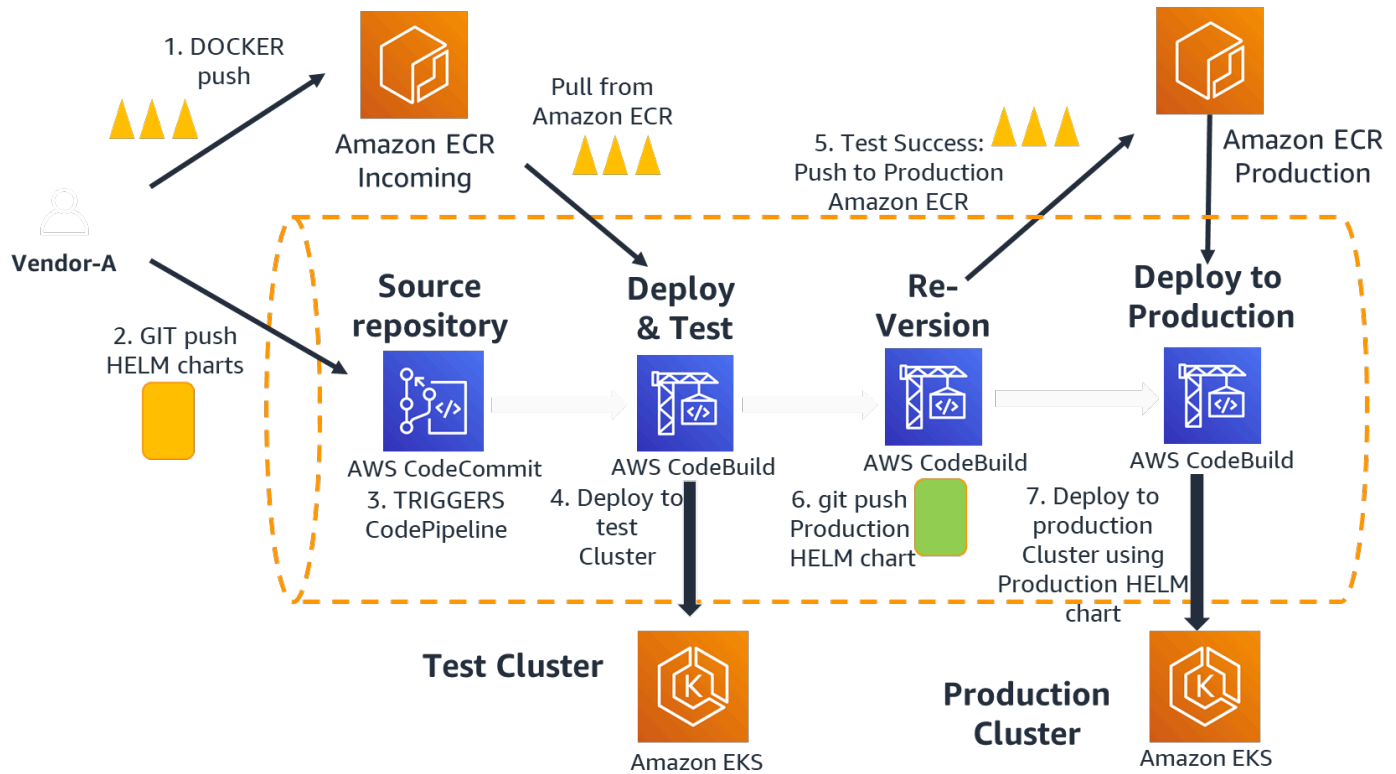 1. DOCKER
push
Amazon ECR
Incoming
Pull from
Amazon ECR
5. Test Success:
Push to Production
Amazon ECR
Amazon ECR
Production
Vendor-A
2. GIT push
HELM charts
Source
repository
AWS CodeCommit
3. TRIGGERS
CodePipeline
Deploy
& Test
AWS CodeBuild
4. Deploy to
test
Cluster
Re-
Version
AWS CodeBuild
6. git push
Production
HELM chart
Deploy to
Production
AWS CodeBuild
7. Deploy to
production
Cluster using
Production HELM
chart
Test Cluster
K
Amazon EKS
Production
Cluster
K
Amazon EKS